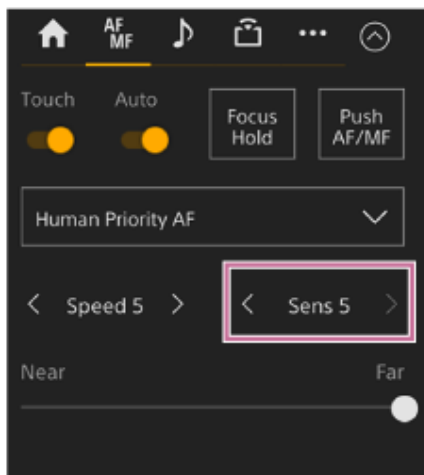 AF
MF
Touch Auto
Focus
Hold
Push
AF/MF
Human Priority AF
Speed 5
Sens 5
Near Far